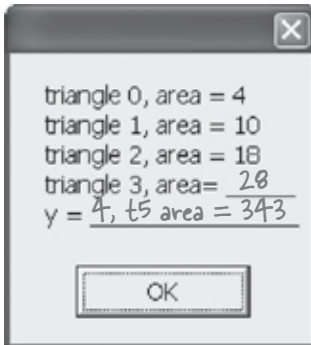 triangle 0, area = 4
triangle 1, area = 10
triangle 2, area = 18
triangle 3, area= 28
y = 4, t5 area = 343
OK